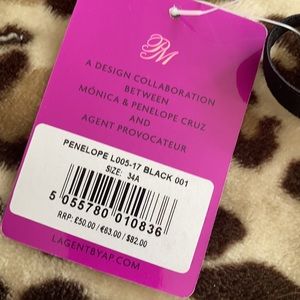 PM
A DESIGN COLLABORATION
BETWEEN
MÓNICA & PENELOPE CRUZ
AND
AGENT PROVOCATEUR
PENELOPE L005-17 BLACK 001
SIZE: 34A
5 055780 010836
RRP: £50.00/€63.00/$82.00
LAGENTBYAP.COM